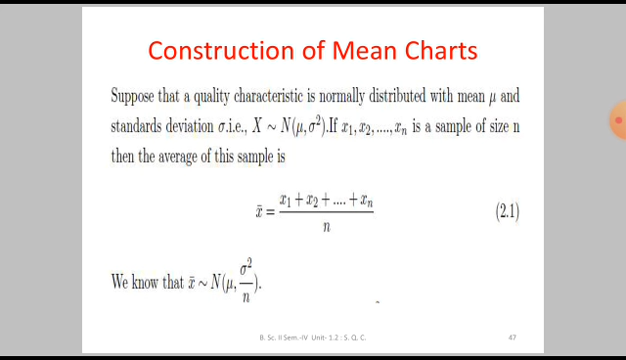 Construction of Mean Charts
Suppose that a quality characteristic is normally distributed with mean μ and
standards deviation σ.i.e., X ~ N(μ,σ²).If x₁,x₂,.....,xₙ is a sample of size n
then the average of this sample is
x̄ = (x₁+x₂+....+xₙ)/n (2.1)
We know that x̄ ~ N(μ, σ²/n).
B. Sc. II Sem.-IV Unit- 1.2 : S. Q. C. 47